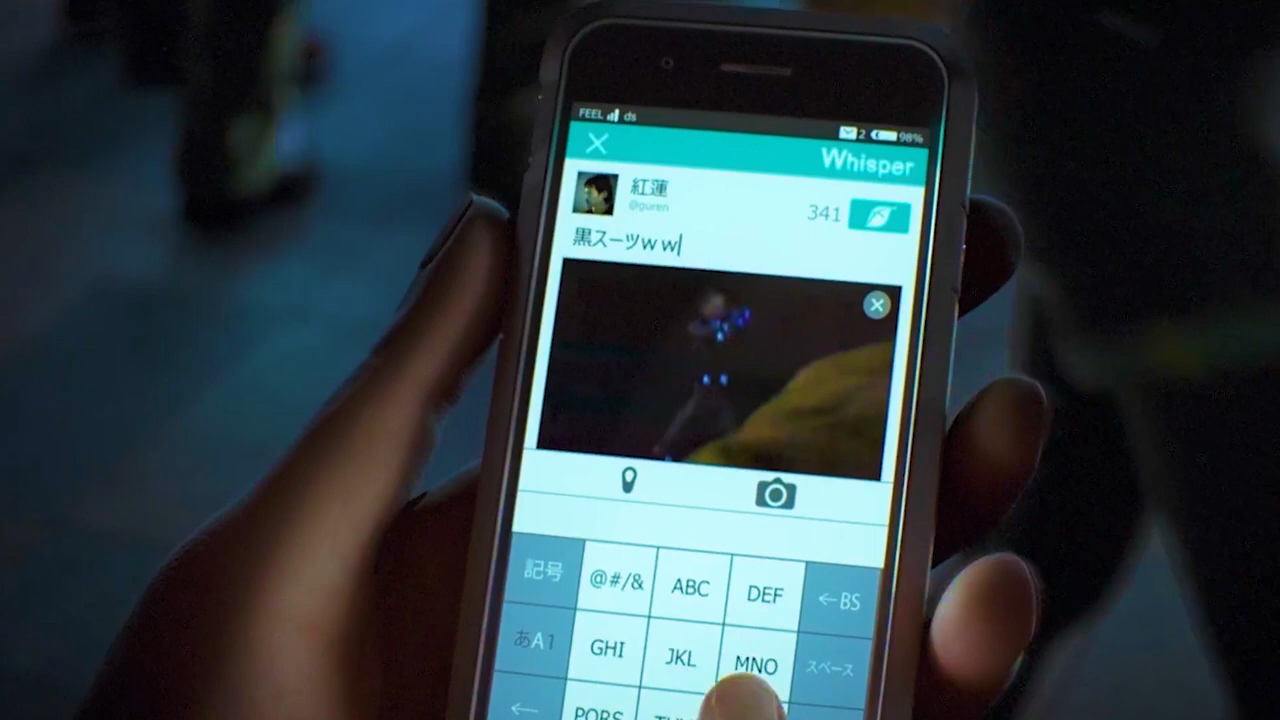 FEEL ds 2 98%
Whisper
紅蓮
@guren
341
黒スーツｗｗ
記号 @#/& ABC DEF ←BS
あA1 GHI JKL MNO スペース
← PQRS